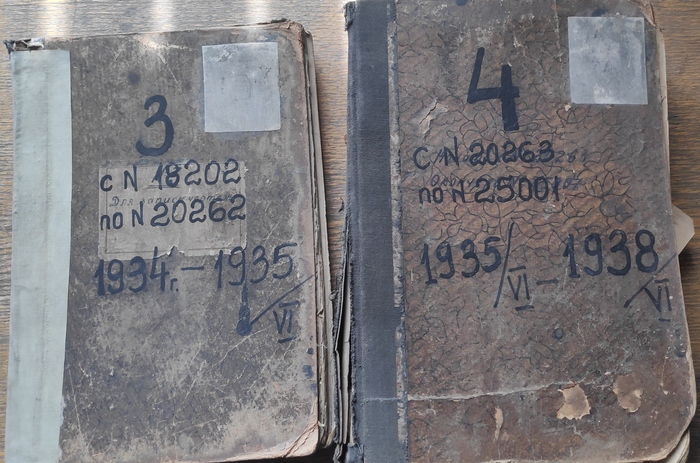 3
с N 18202
по N 20262
1934г. – 1935/VI
4
с N 20263
по N 25001
1935/VI – 1938/VI